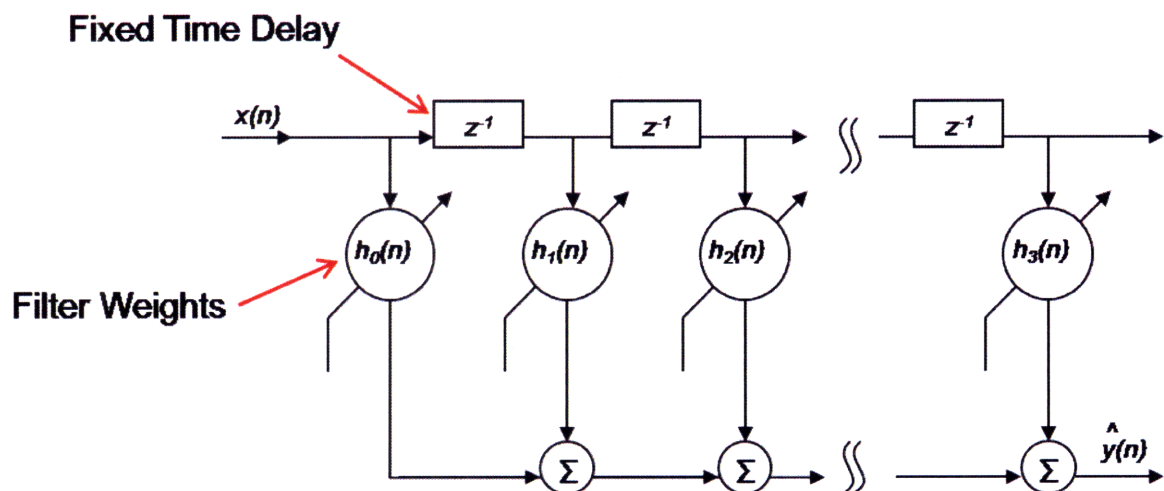 Fixed Time Delay
x(n)
z⁻¹
z⁻¹
z⁻¹
h₀(n)
h₁(n)
h₂(n)
h₃(n)
Filter Weights
Σ
Σ
Σ
ŷ(n)